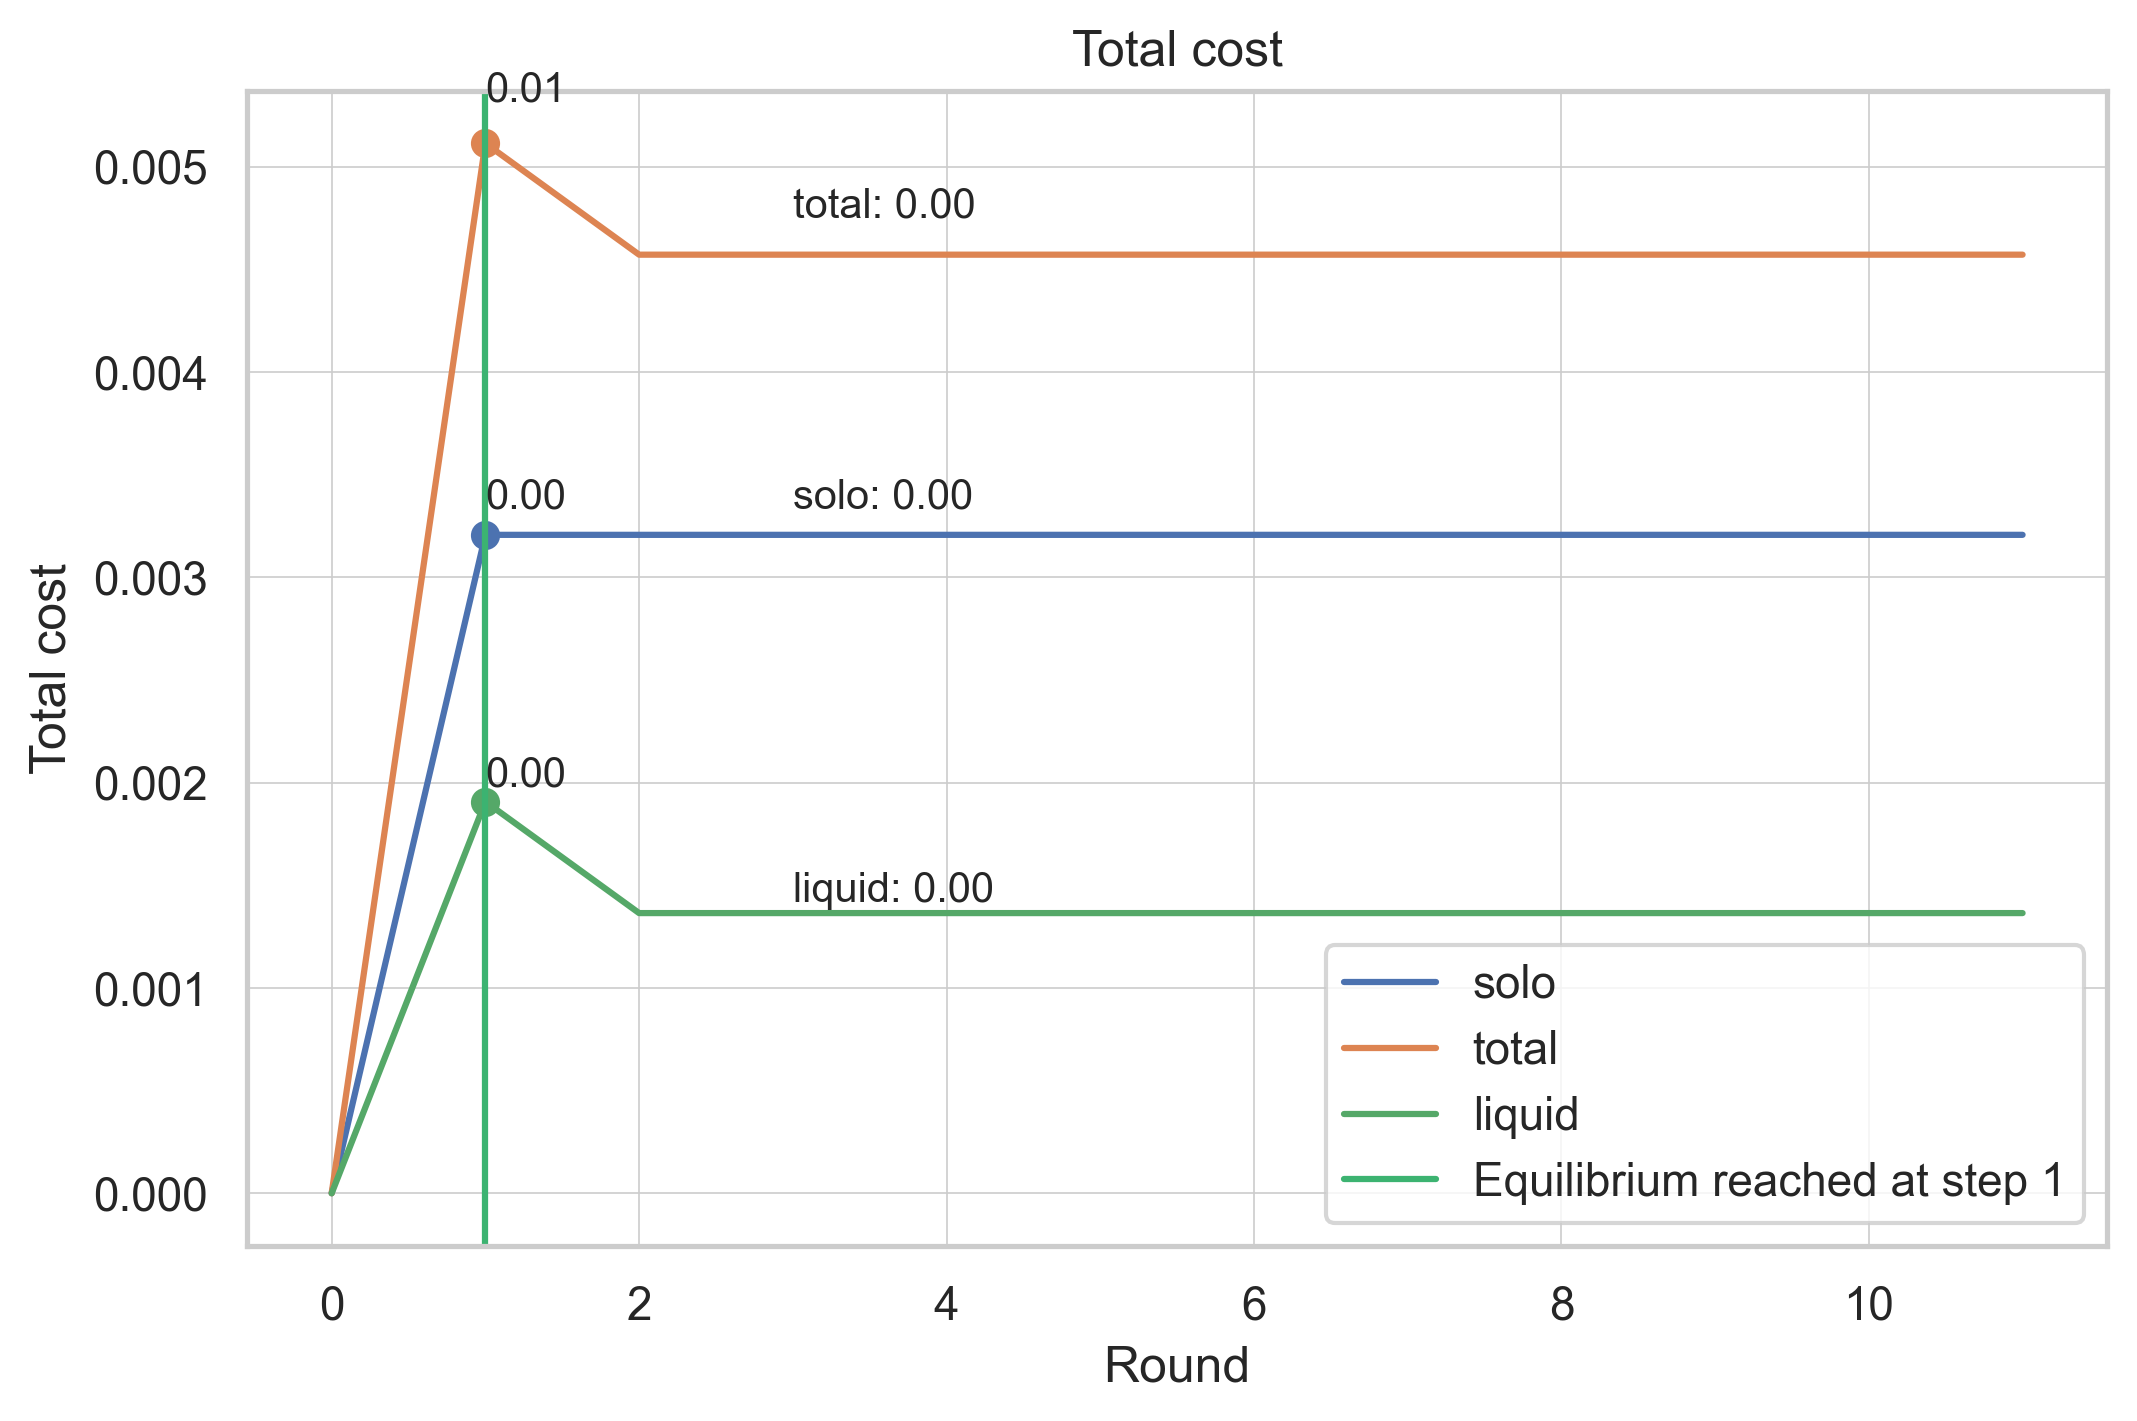 Total cost
0.01
0.005
total: 0.00
0.004
0.00
solo: 0.00
0.003
Total cost
0.002
0.00
liquid: 0.00
0.001
0.000
solo
total
liquid
Equilibrium reached at step 1
0 2 4 6 8 10
Round